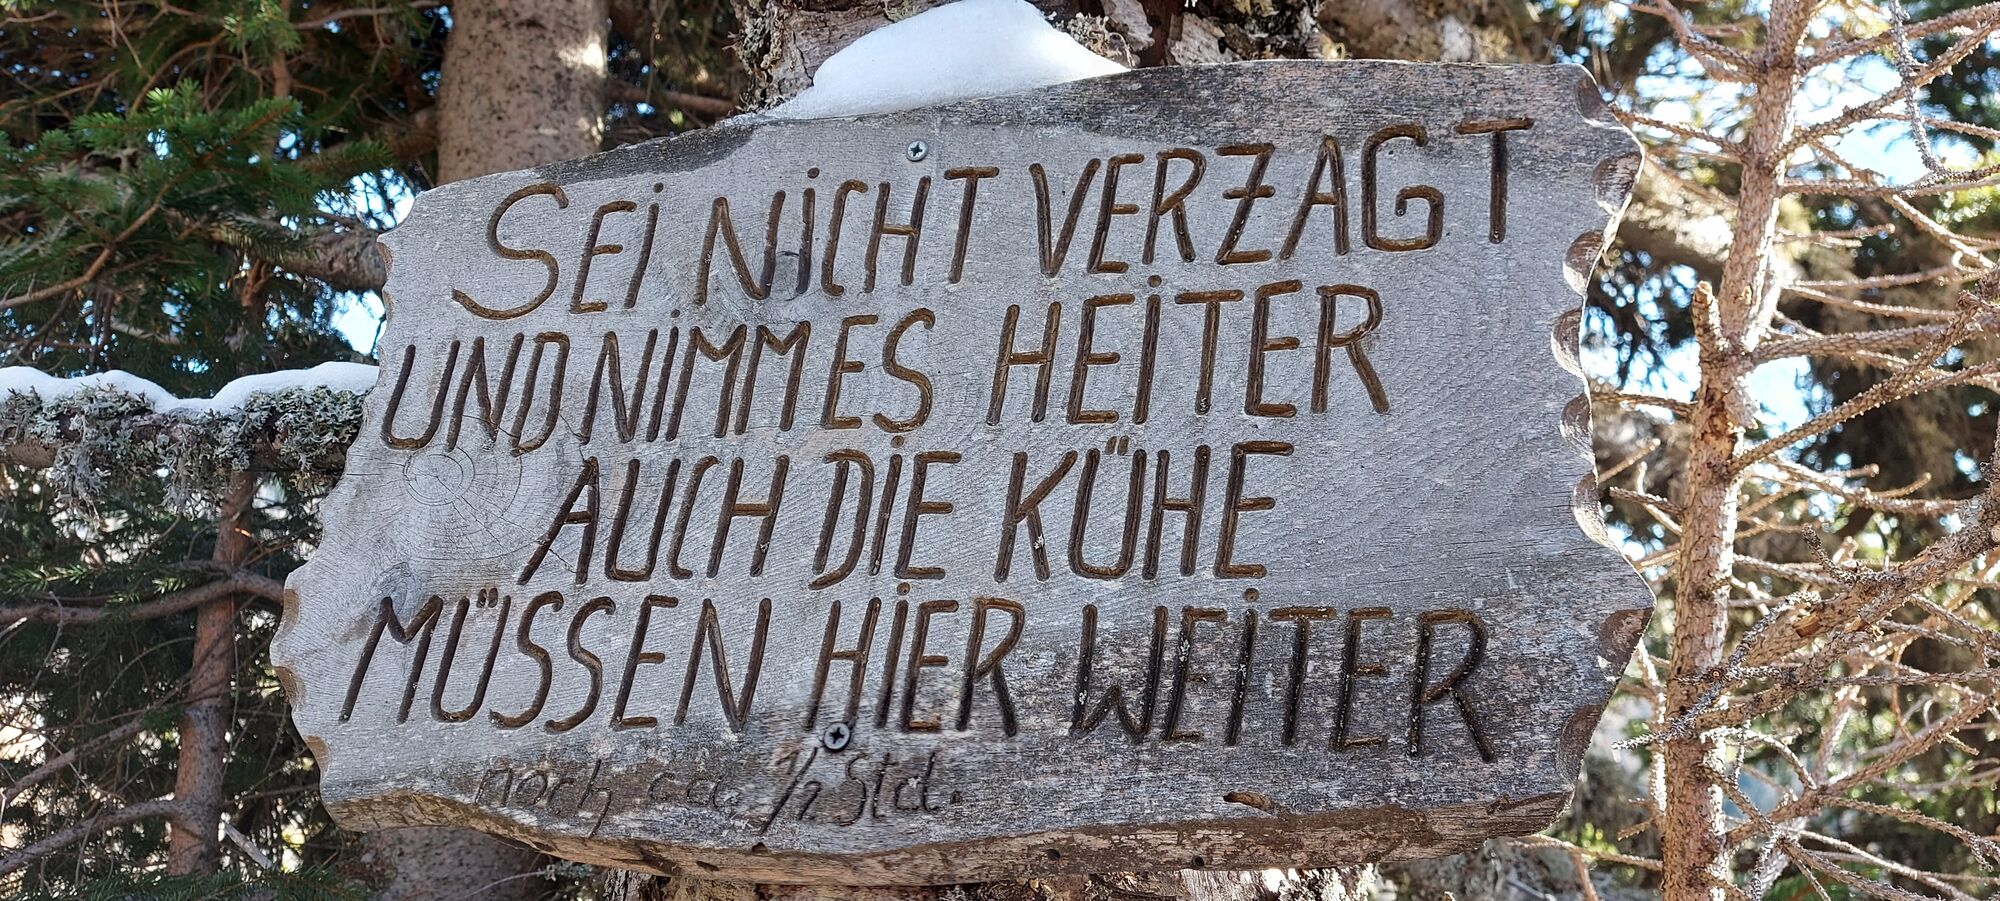 SEi NiCHT VERZAGT
UND NiMM ES HEiTER
AUCH DiE KÜHE
MÜSSEN HiER WEiTER
noch ca. 1/2 Std.